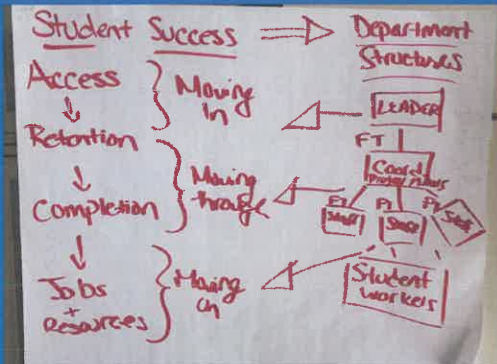 Student Success ⇒ Department Structures
Access
↓
Retention
↓
Completion
↓
Jobs
+
Resources
Moving
In
Moving
through
Moving
on
LEADER
FT
Coord
PT
Staff
PT
Staff
PT
Staff
Student
workers